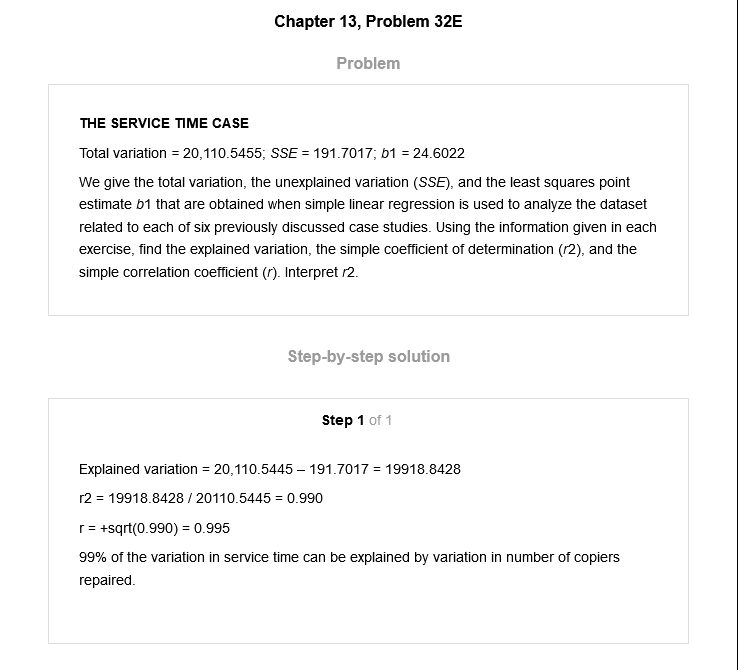 Chapter 13, Problem 32E
Problem
THE SERVICE TIME CASE
Total variation = 20,110.5455; SSE = 191.7017; b1 = 24.6022
We give the total variation, the unexplained variation (SSE), and the least squares point
estimate b1 that are obtained when simple linear regression is used to analyze the dataset
related to each of six previously discussed case studies. Using the information given in each
exercise, find the explained variation, the simple coefficient of determination (r2), and the
simple correlation coefficient (r). Interpret r2.
Step-by-step solution
Step 1 of 1
Explained variation = 20,110.5445 – 191.7017 = 19918.8428
r2 = 19918.8428 / 20110.5445 = 0.990
r = +sqrt(0.990) = 0.995
99% of the variation in service time can be explained by variation in number of copiers
repaired.